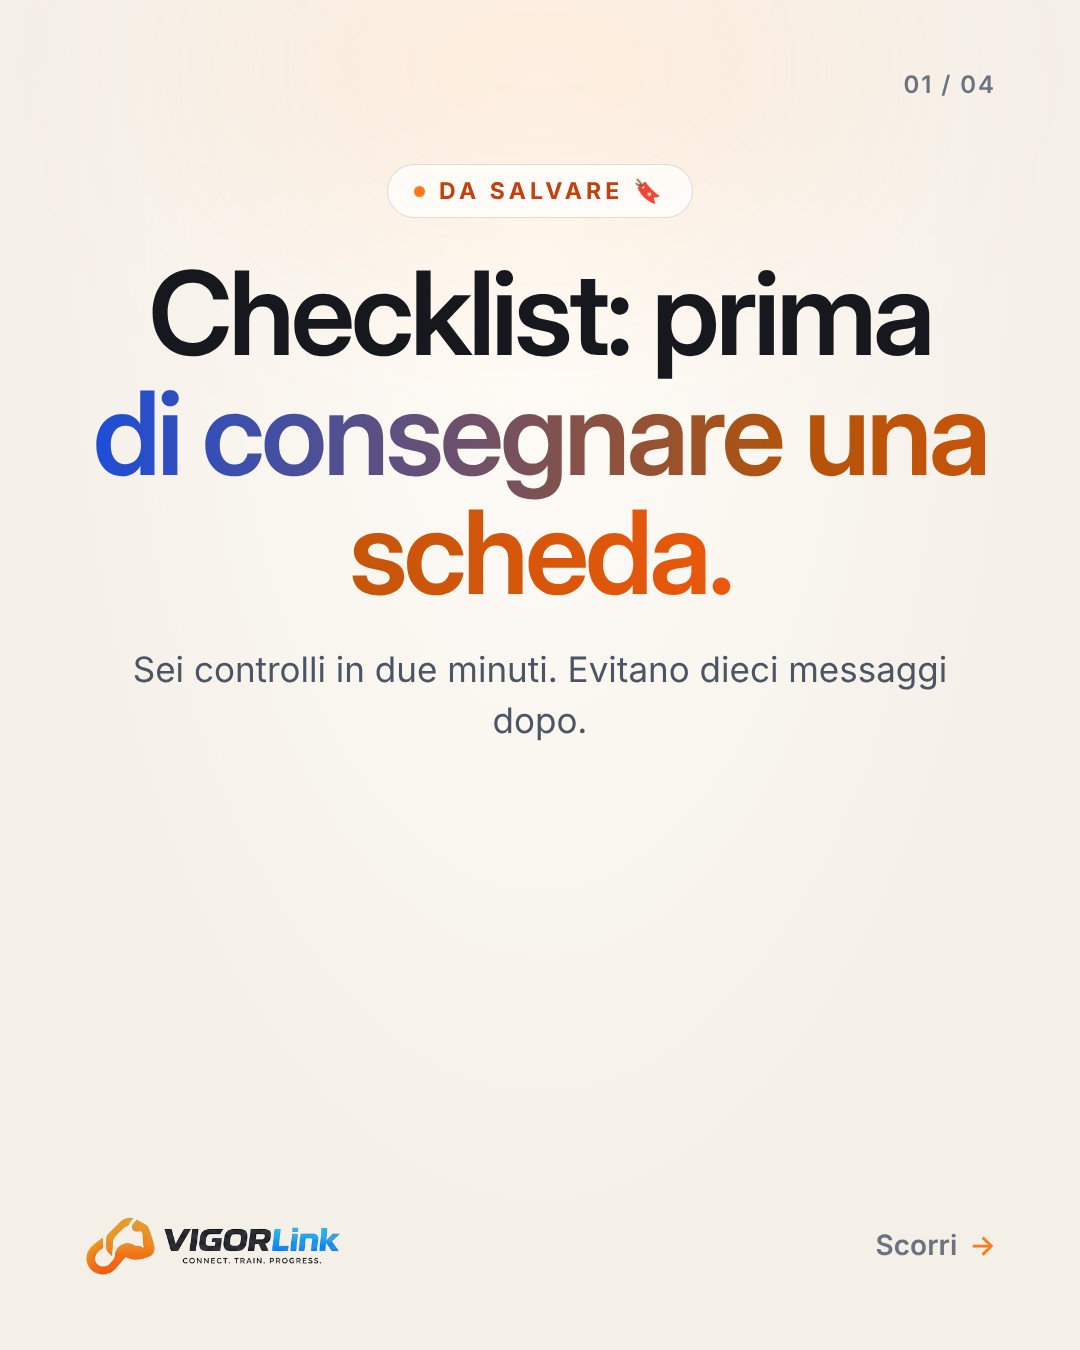 01 / 04
DA SALVARE 🔖
Checklist: prima
di consegnare una
scheda.
Sei controlli in due minuti. Evitano dieci messaggi
dopo.
VIGORLink
CONNECT. TRAIN. PROGRESS.
Scorri →